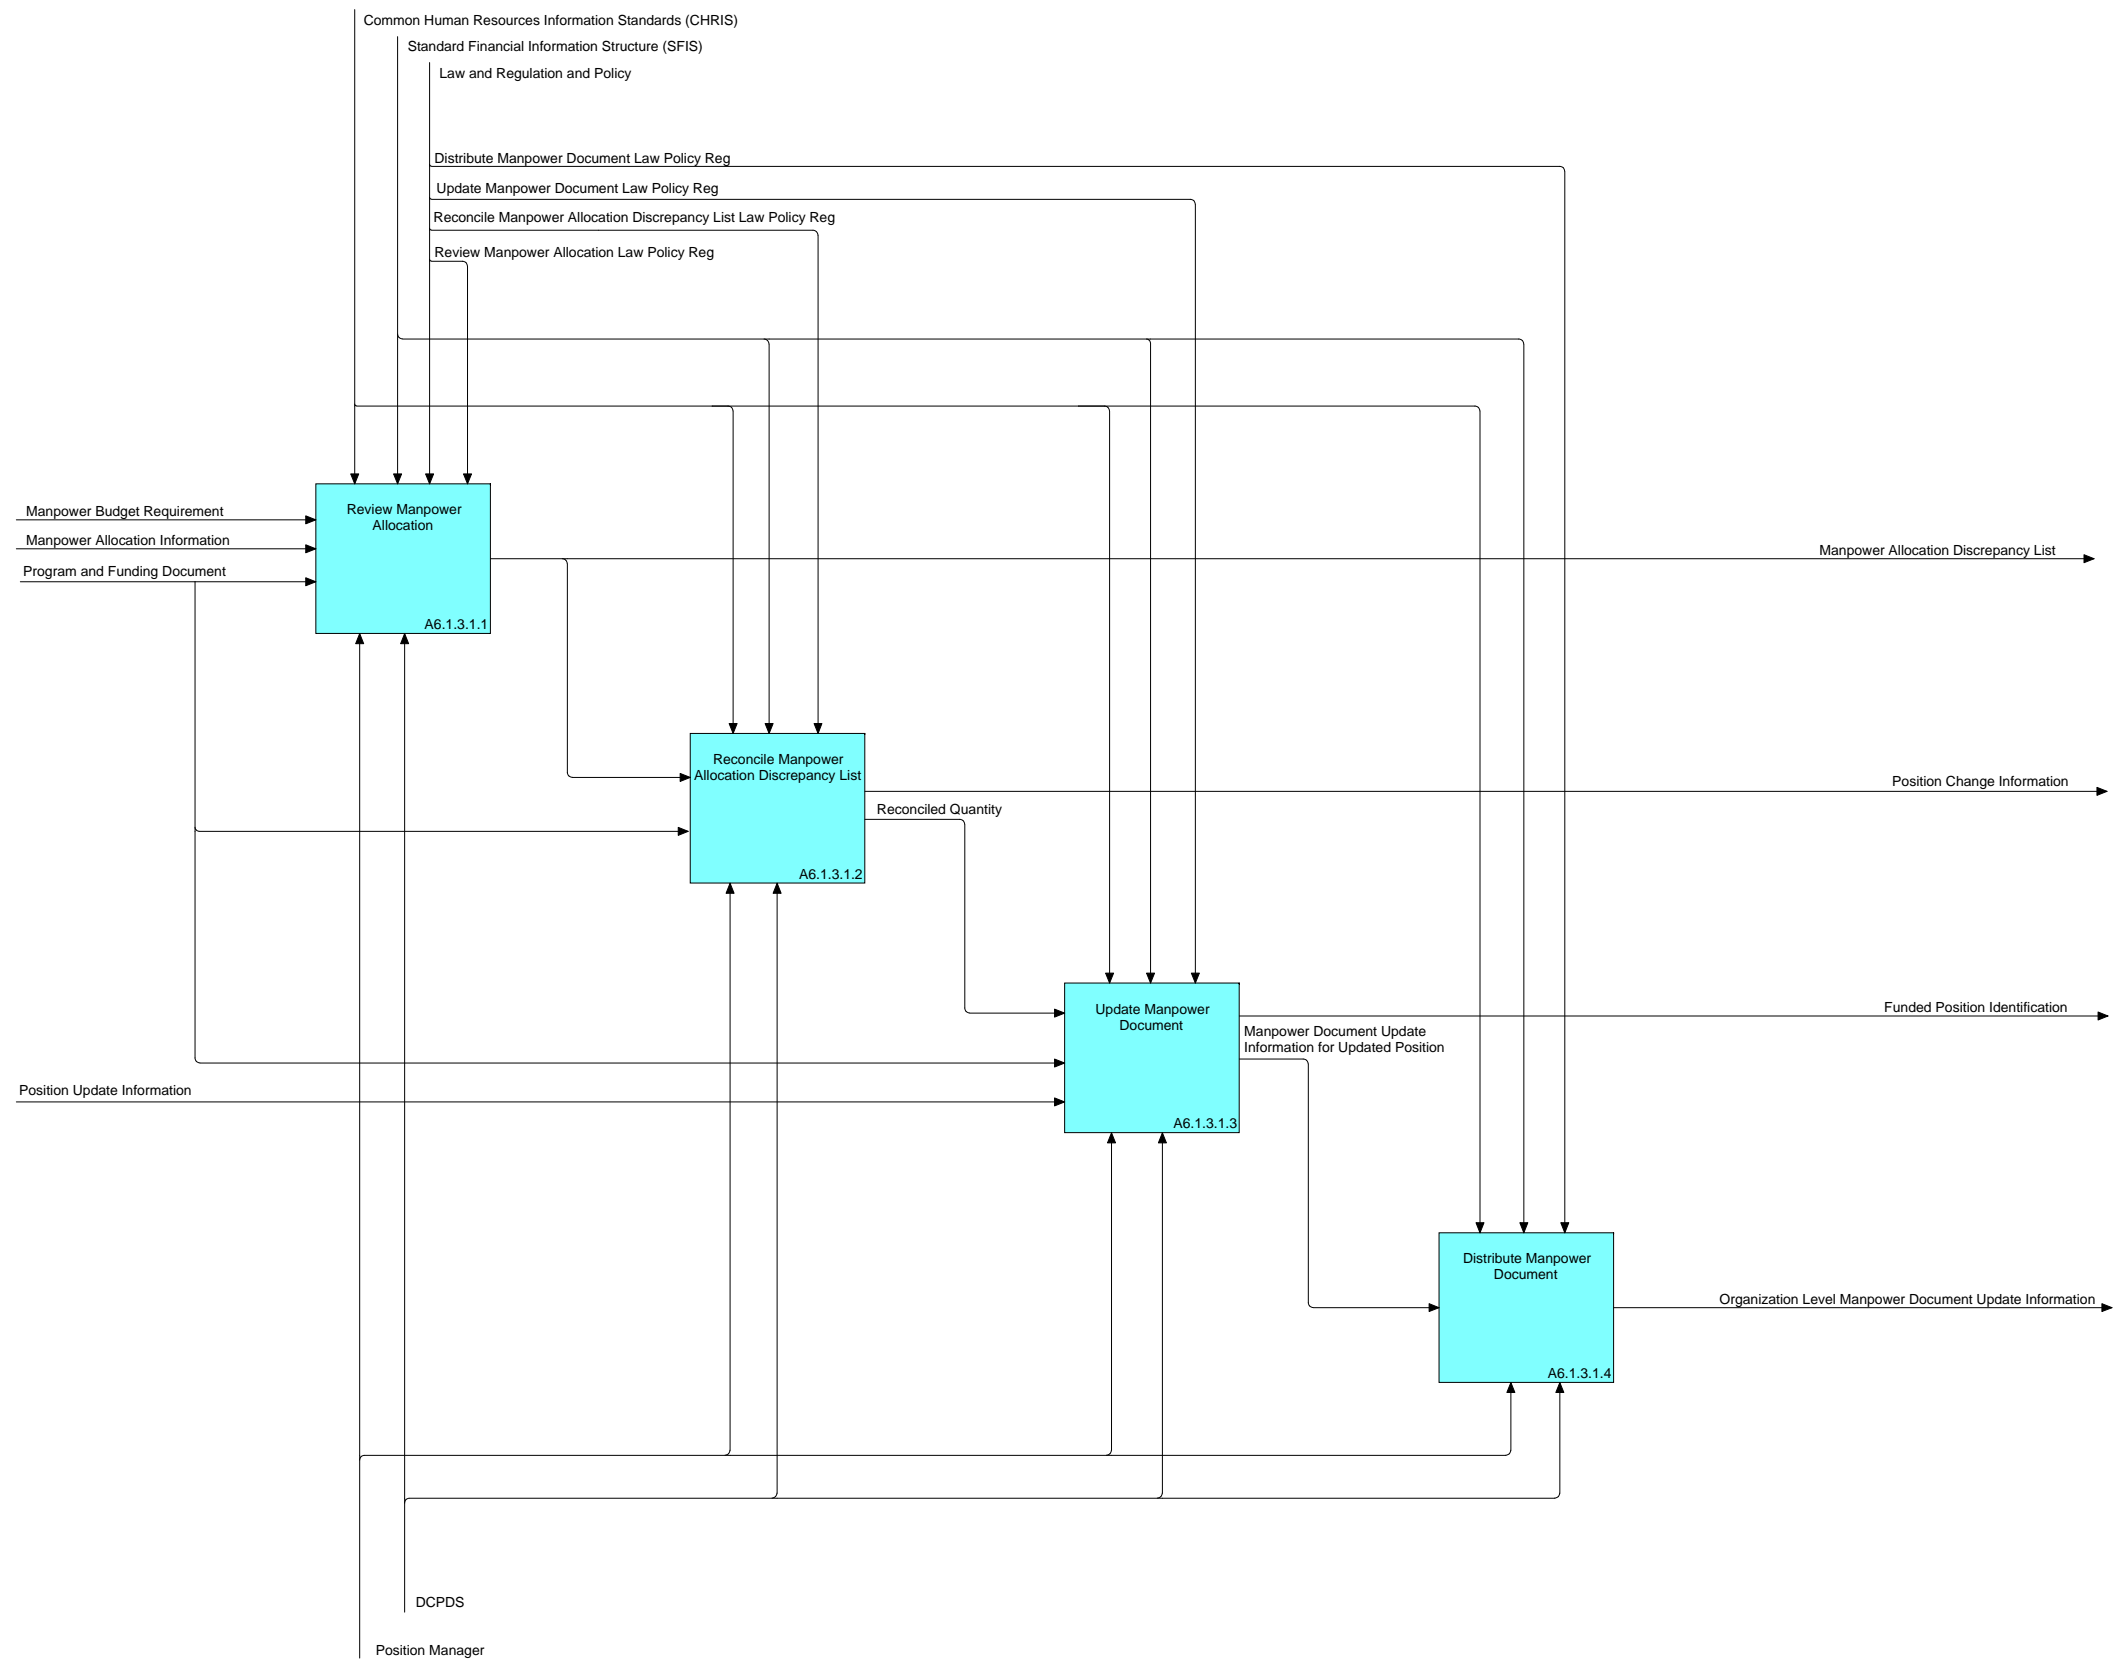 Common Human Resources Information Standards (CHRIS)
Standard Financial Information Structure (SFIS)
Law and Regulation and Policy
Distribute Manpower Document Law Policy Reg
Update Manpower Document Law Policy Reg
Reconcile Manpower Allocation Discrepancy List Law Policy Reg
Review Manpower Allocation Law Policy Reg
Manpower Budget Requirement
Manpower Allocation Information
Program and Funding Document
Review Manpower
Allocation
A6.1.3.1.1
Manpower Allocation Discrepancy List
Reconcile Manpower
Allocation Discrepancy List
A6.1.3.1.2
Position Change Information
Reconciled Quantity
Update Manpower
Document
A6.1.3.1.3
Funded Position Identification
Manpower Document Update
Information for Updated Position
Position Update Information
Distribute Manpower
Document
A6.1.3.1.4
Organization Level Manpower Document Update Information
DCPDS
Position Manager